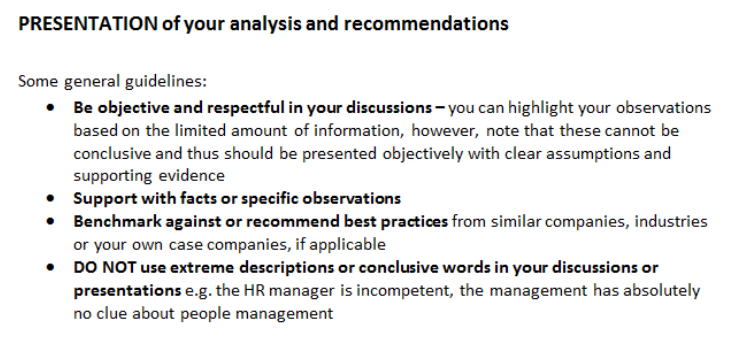 PRESENTATION of your analysis and recommendations
Some general guidelines:
• Be objective and respectful in your discussions – you can highlight your observations
based on the limited amount of information, however, note that these cannot be
conclusive and thus should be presented objectively with clear assumptions and
supporting evidence
• Support with facts or specific observations
• Benchmark against or recommend best practices from similar companies, industries
or your own case companies, if applicable
• DO NOT use extreme descriptions or conclusive words in your discussions or
presentations e.g. the HR manager is incompetent, the management has absolutely
no clue about people management